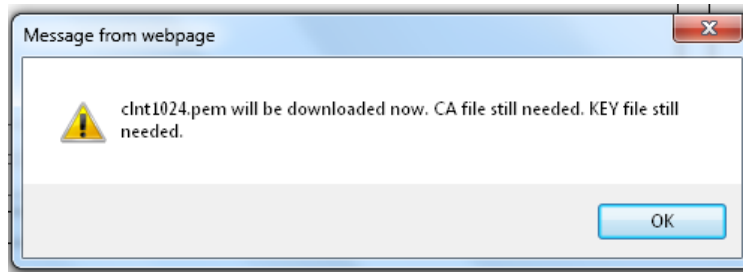 Message from webpage
clnt1024.pem will be downloaded now. CA file still needed. KEY file still
needed.
OK